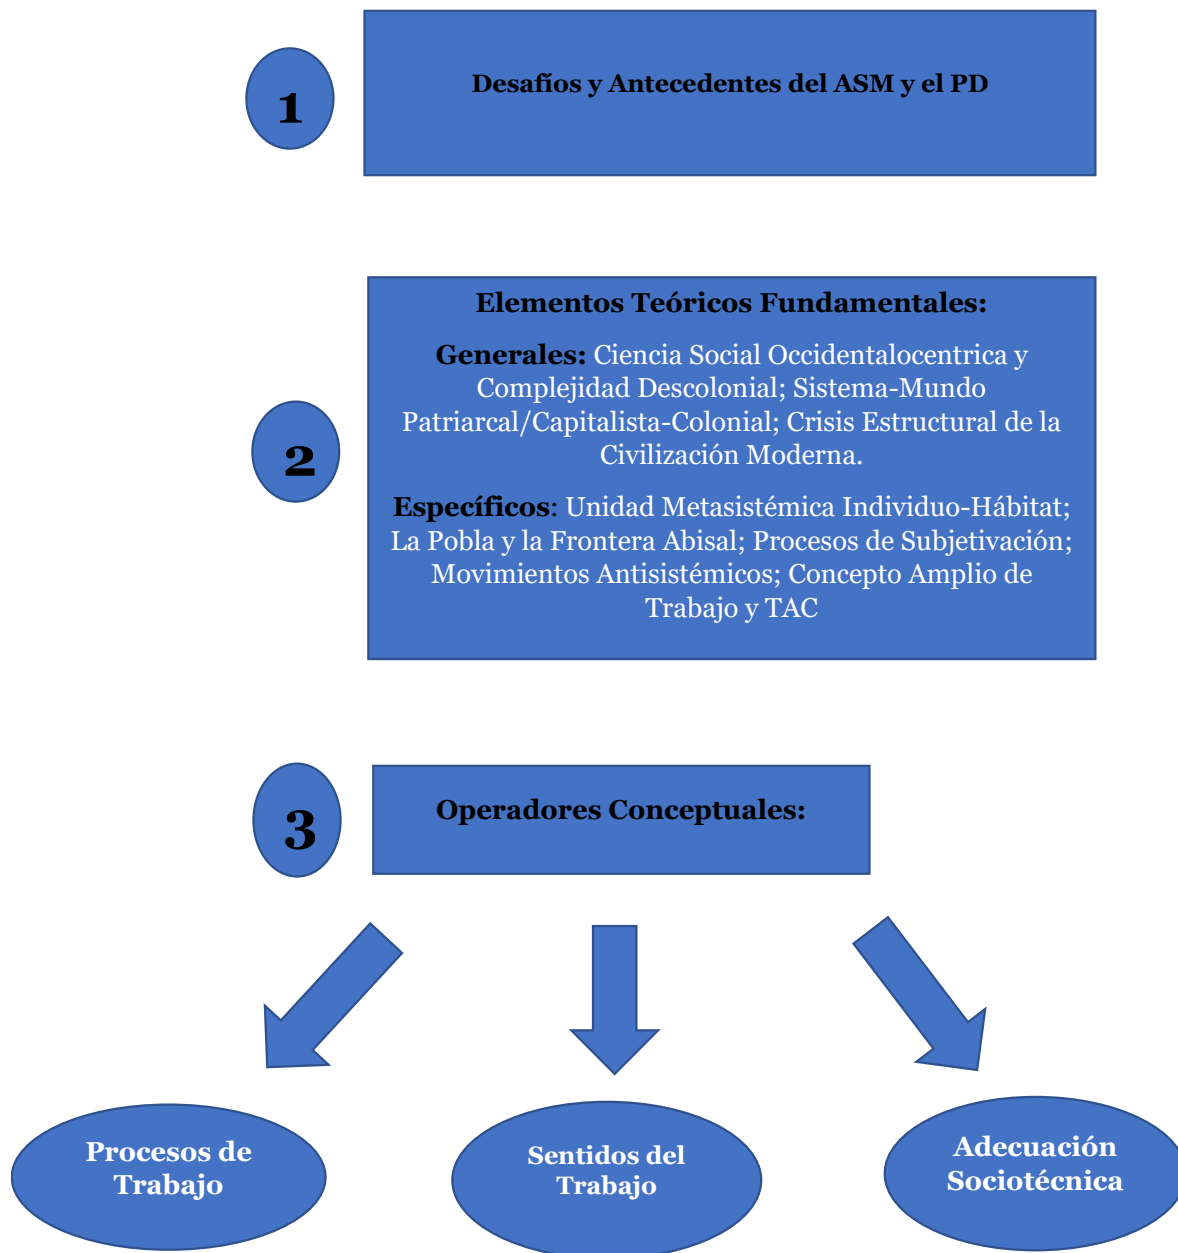 1
Desafíos y Antecedentes del ASM y el PD
2
Elementos Teóricos Fundamentales:
Generales: Ciencia Social Occidentalocentrica y
Complejidad Descolonial; Sistema-Mundo
Patriarcal/Capitalista-Colonial; Crisis Estructural de la
Civilización Moderna.
Específicos: Unidad Metasistémica Individuo-Hábitat;
La Pobla y la Frontera Abisal; Procesos de Subjetivación;
Movimientos Antisistémicos; Concepto Amplio de
Trabajo y TAC
3
Operadores Conceptuales:
Procesos de
Trabajo
Sentidos del
Trabajo
Adecuación
Sociotécnica